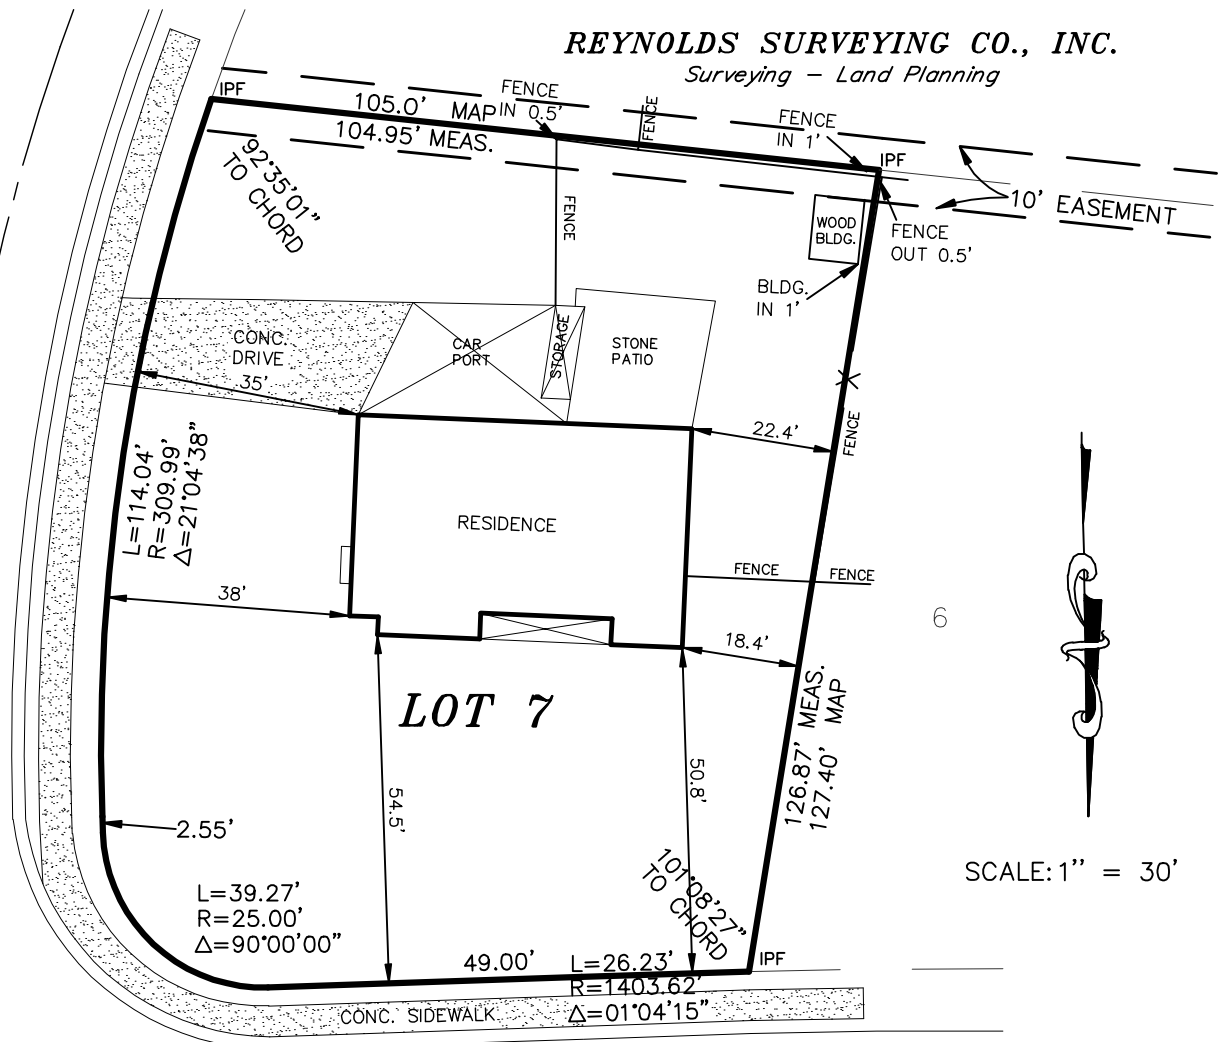 REYNOLDS SURVEYING CO., INC.
Surveying – Land Planning
IPF
105.0' MAP
104.95' MEAS.
FENCE
IN 0.5'
FENCE
FENCE
IN 1'
IPF
10' EASEMENT
92°35'01"
TO CHORD
FENCE
WOOD
BLDG.
FENCE
OUT 0.5'
BLDG.
IN 1'
CONC.
DRIVE
CAR
PORT
STORAGE
STONE
PATIO
35'
22.4'
FENCE
L=114.04'
R=309.99'
Δ=21°04'38"
RESIDENCE
FENCE
FENCE
38'
6
18.4'
LOT 7
126.87' MEAS.
127.40' MAP
54.5'
50.8'
2.55'
SCALE: 1'' = 30'
101°08'27"
TO CHORD
L=39.27'
R=25.00'
Δ=90°00'00"
49.00'
L=26.23'
R=1403.62'
Δ=01°04'15"
IPF
CONC. SIDEWALK